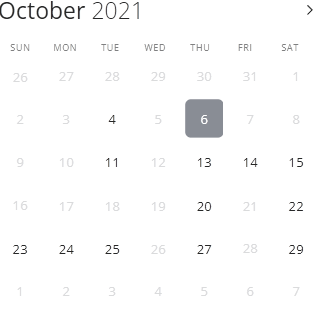 October 2021
SUN MON TUE WED THU FRI SAT
26 27 28 29 30 31 1
2 3 4 5 6 7 8
9 10 11 12 13 14 15
16 17 18 19 20 21 22
23 24 25 26 27 28 29
1 2 3 4 5 6 7